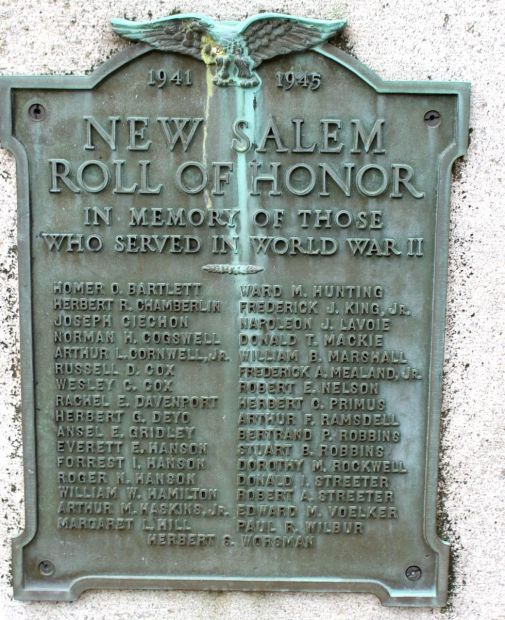 1941 1945
NEW SALEM
ROLL OF HONOR
IN MEMORY OF THOSE
WHO SERVED IN WORLD WAR II
HOMER O. BARTLETT
HERBERT R. CHAMBERLIN
JOSEPH CIECHON
NORMAN H. COGSWELL
ARTHUR L. CORNWELL, JR.
RUSSELL D. COX
WESLEY C. COX
RACHEL E. DAVENPORT
HERBERT G. DEYO
ANSEL E. GRIDLEY
EVERETT E. HANSON
FORREST I. HANSON
ROGER N. HANSON
WILLIAM W. HAMILTON
ARTHUR M. HASKINS, JR.
MARGARET L. HILL
WARD M. HUNTING
FREDERICK J. KING, JR.
NAPOLEON J. LAVOIE
DONALD T. MACKIE
WILLIAM B. MARSHALL
FREDERICK A. MEALAND, JR.
ROBERT E. NELSON
HERBERT C. PRIMUS
ARTHUR F. RAMSDELL
BERTRAND P. ROBBINS
STUART B. ROBBINS
DOROTHY M. ROCKWELL
DONALD I. STREETER
ROBERT A. STREETER
EDWARD M. VOELKER
PAUL R. WILBUR
HERBERT G. WORSMAN